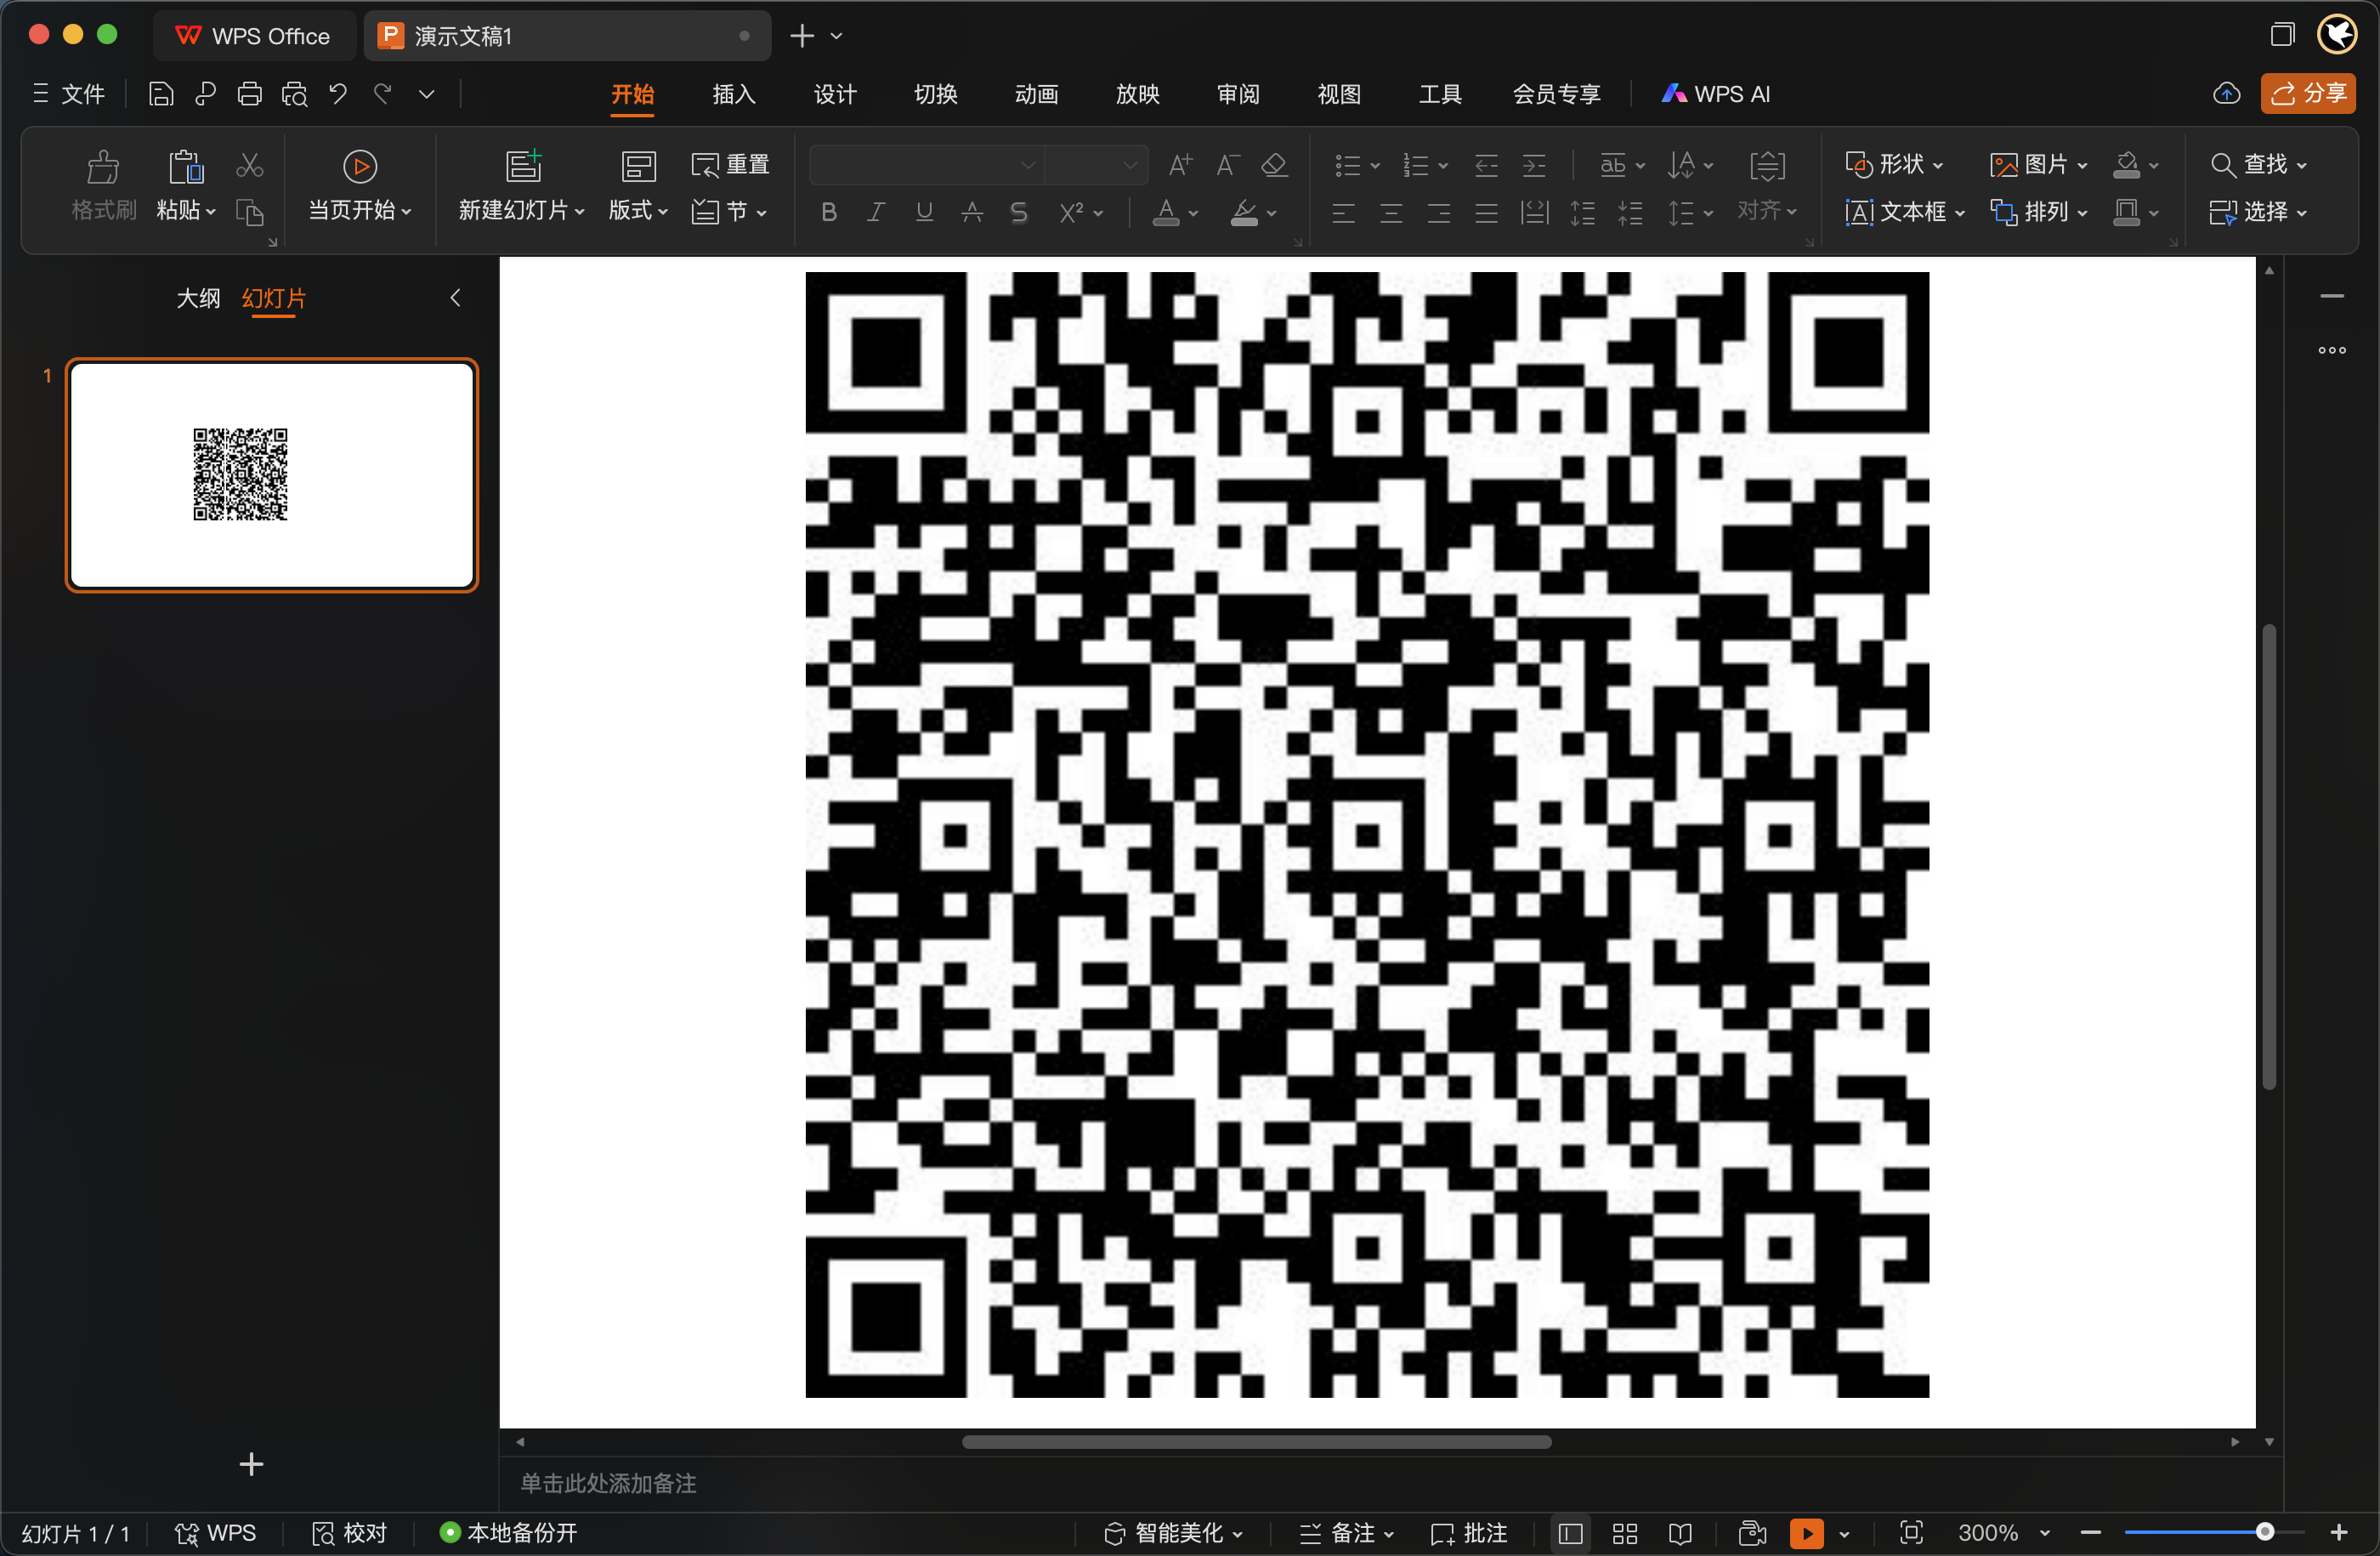 WPS Office
演示文稿1
文件
开始
插入
设计
切换
动画
放映
审阅
视图
工具
会员专享
WPS AI
分享
格式刷
粘贴
当页开始
新建幻灯片
版式
重置
节
对齐
形状
图片
查找
文本框
排列
选择
大纲
幻灯片
1
单击此处添加备注
幻灯片 1 / 1
WPS
校对
本地备份开
智能美化
备注
批注
300%